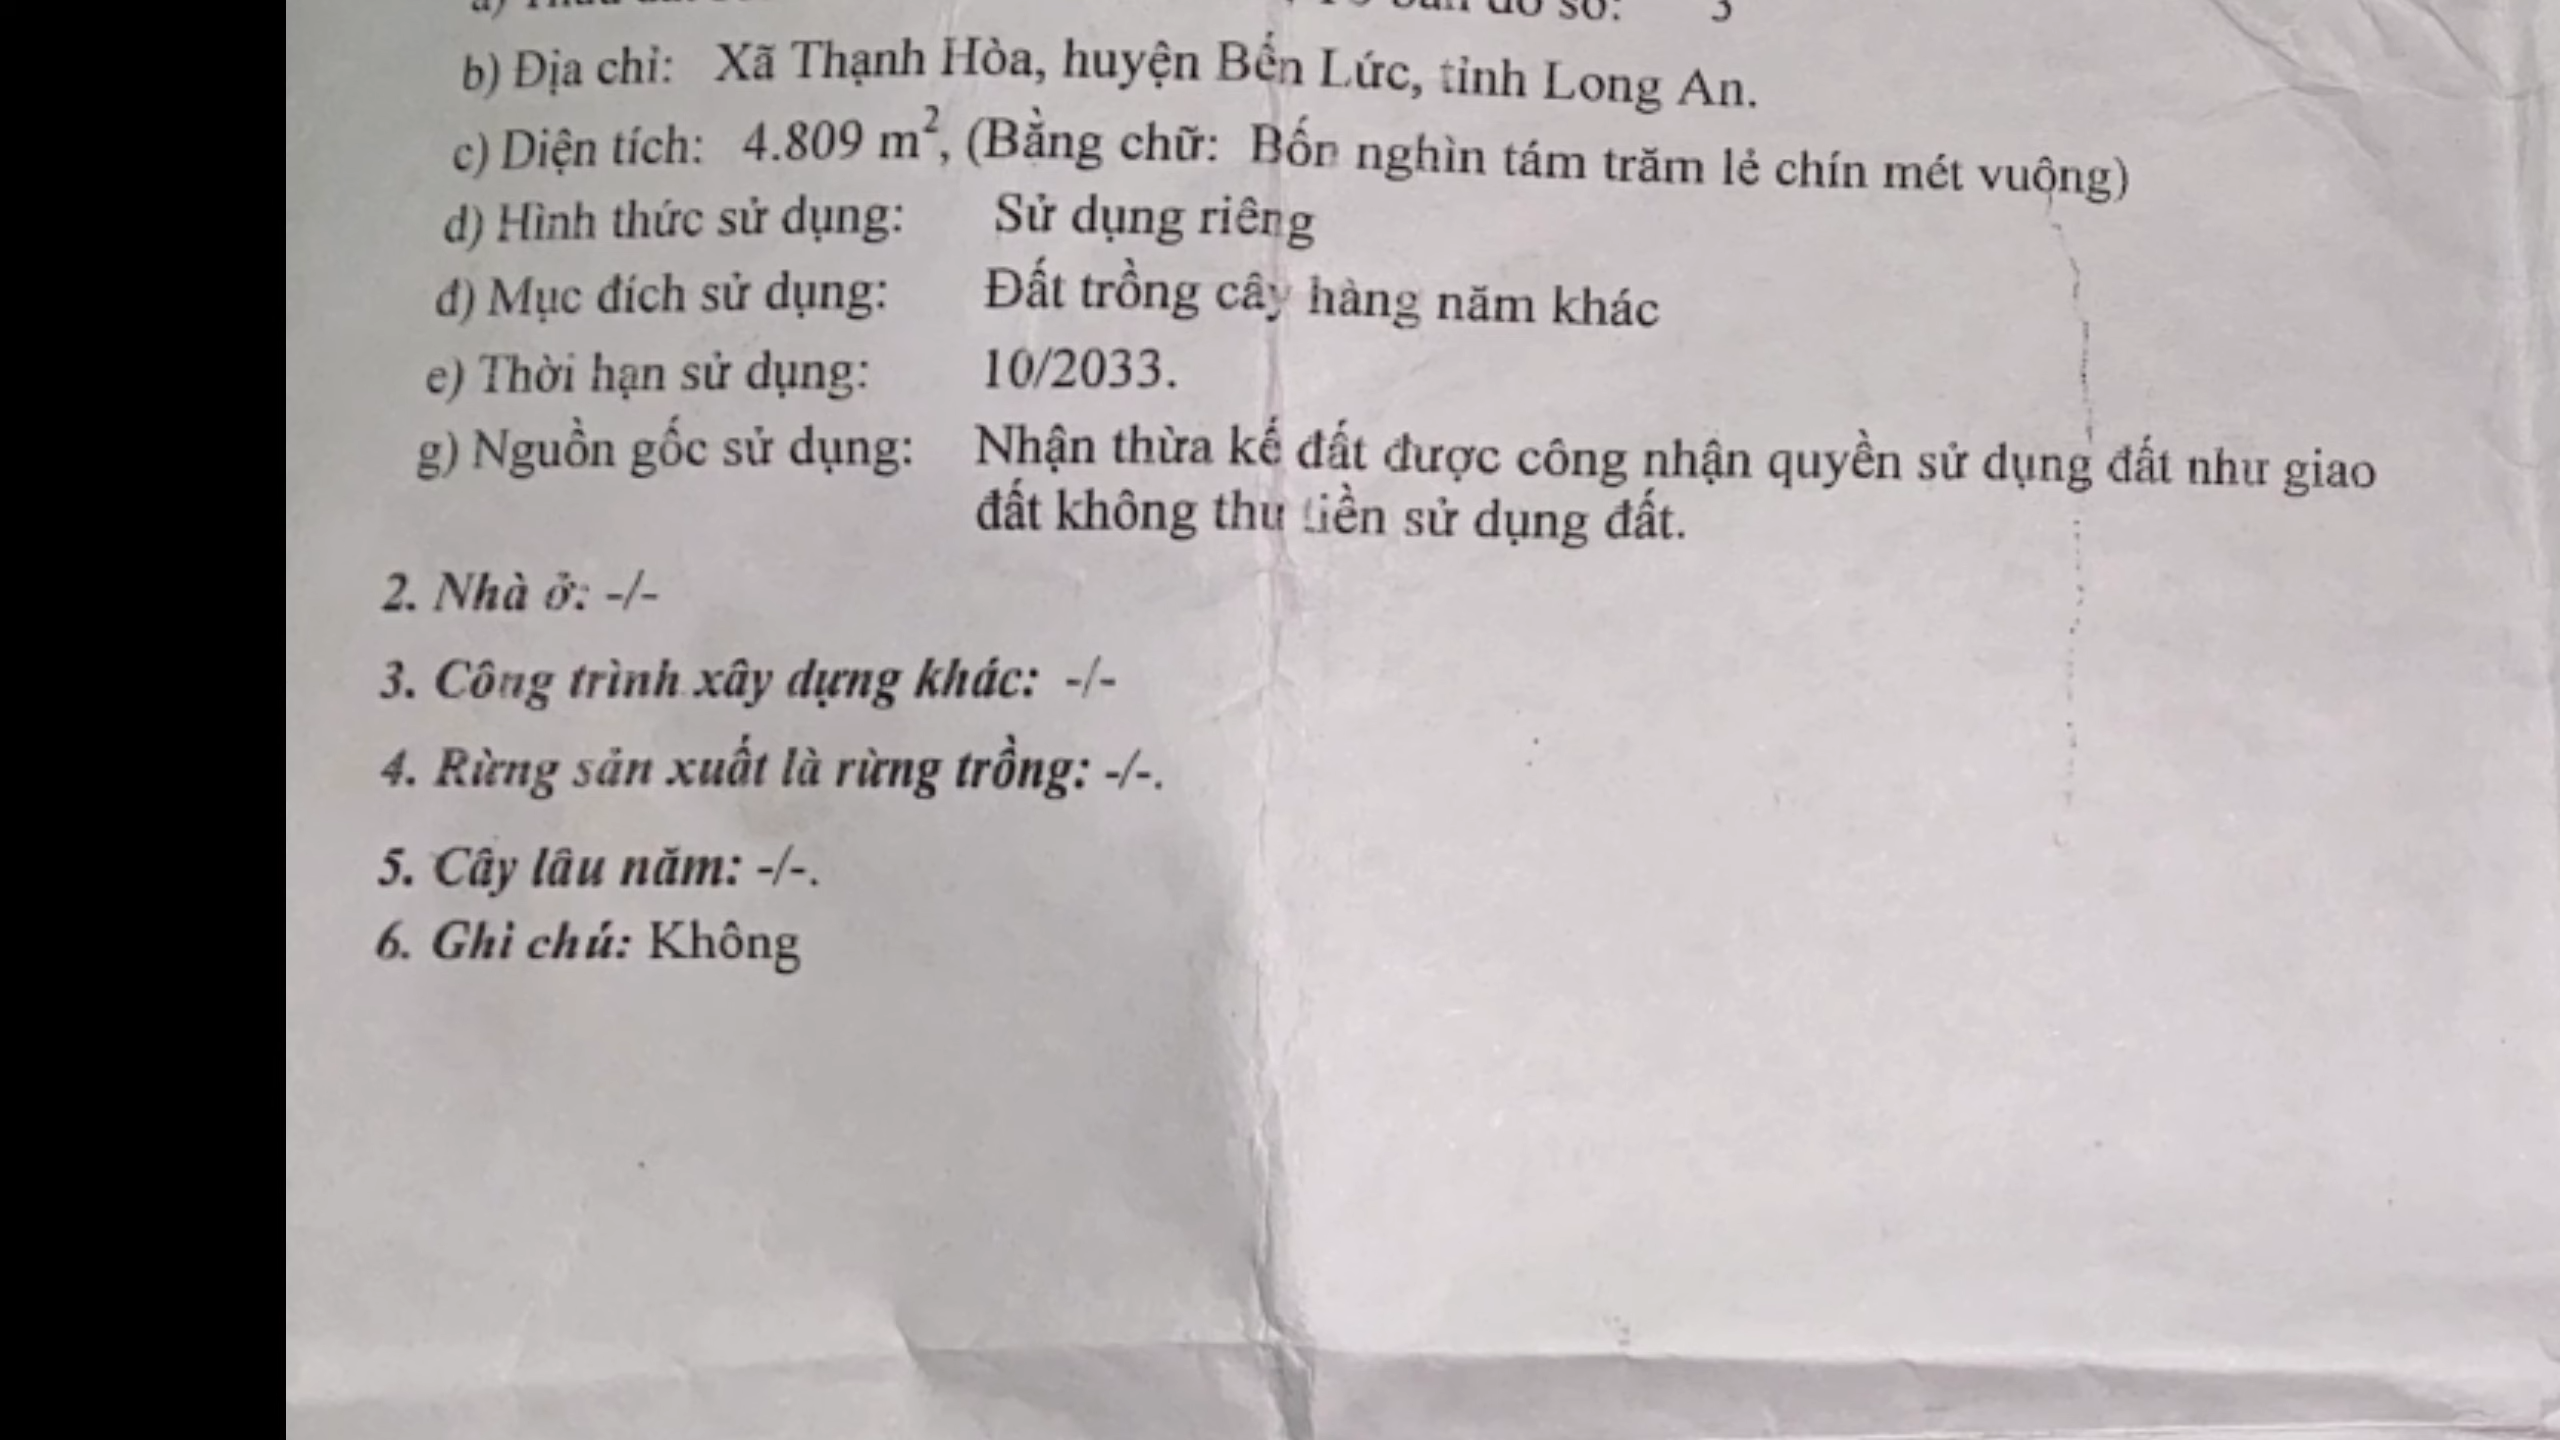 số: 3
b) Địa chỉ: Xã Thạnh Hòa, huyện Bến Lức, tỉnh Long An.
c) Diện tích: 4.809 m², (Bằng chữ: Bốn nghìn tám trăm lẻ chín mét vuông)
d) Hình thức sử dụng: Sử dụng riêng
đ) Mục đích sử dụng: Đất trồng cây hàng năm khác
e) Thời hạn sử dụng: 10/2033.
g) Nguồn gốc sử dụng: Nhận thừa kế đất được công nhận quyền sử dụng đất như giao
đất không thu tiền sử dụng đất.
2. Nhà ở: -/-
3. Công trình xây dựng khác: -/-
4. Rừng sản xuất là rừng trồng: -/-.
5. Cây lâu năm: -/-.
6. Ghi chú: Không